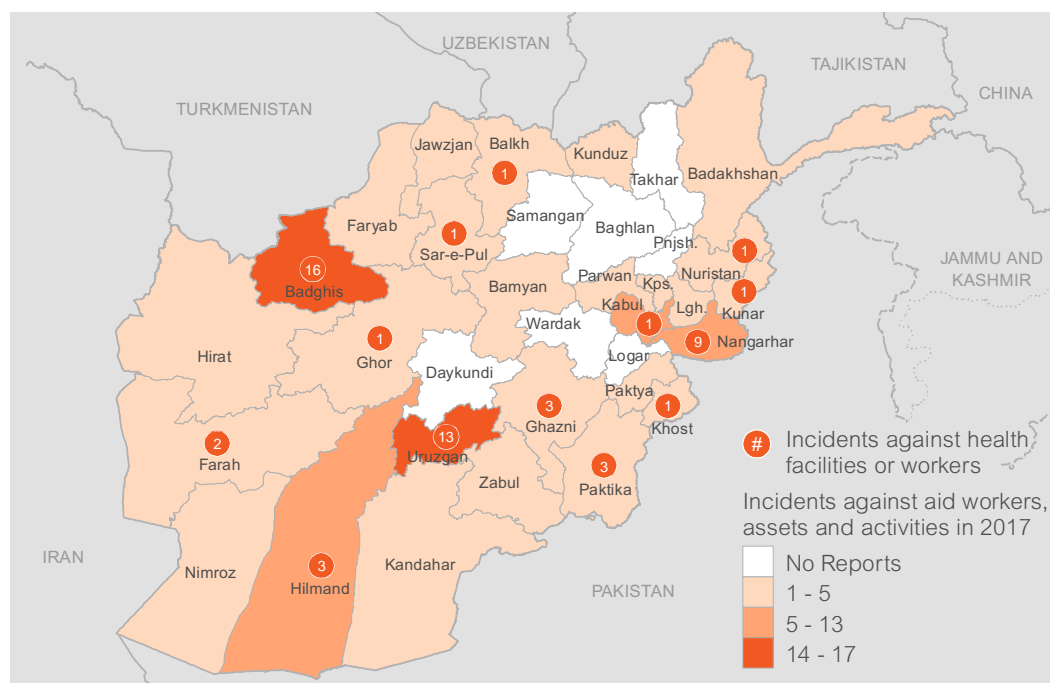 UZBEKISTAN
TAJIKISTAN
CHINA
TURKMENISTAN
Jawzjan
Balkh
1
Kunduz
Takhar
Badakhshan
Samangan
Faryab
1
Sar-e-Pul
Baghlan
Pnjsh.
1
JAMMU AND
KASHMIR
16
Badghis
Bamyan
Parwan
Kps.
Nuristan
1
Kabul
Lgh.
Kunar
Wardak
1
9
Nangarhar
1
Ghor
Hirat
Logar
Daykundi
Paktya
3
Ghazni
1
Khost
2
Farah
13
Uruzgan
3
Paktika
Zabul
# Incidents against health
facilities or workers
Incidents against aid workers,
assets and activities in 2017
No Reports
1 - 5
5 - 13
14 - 17
IRAN
Nimroz
3
Hilmand
Kandahar
PAKISTAN